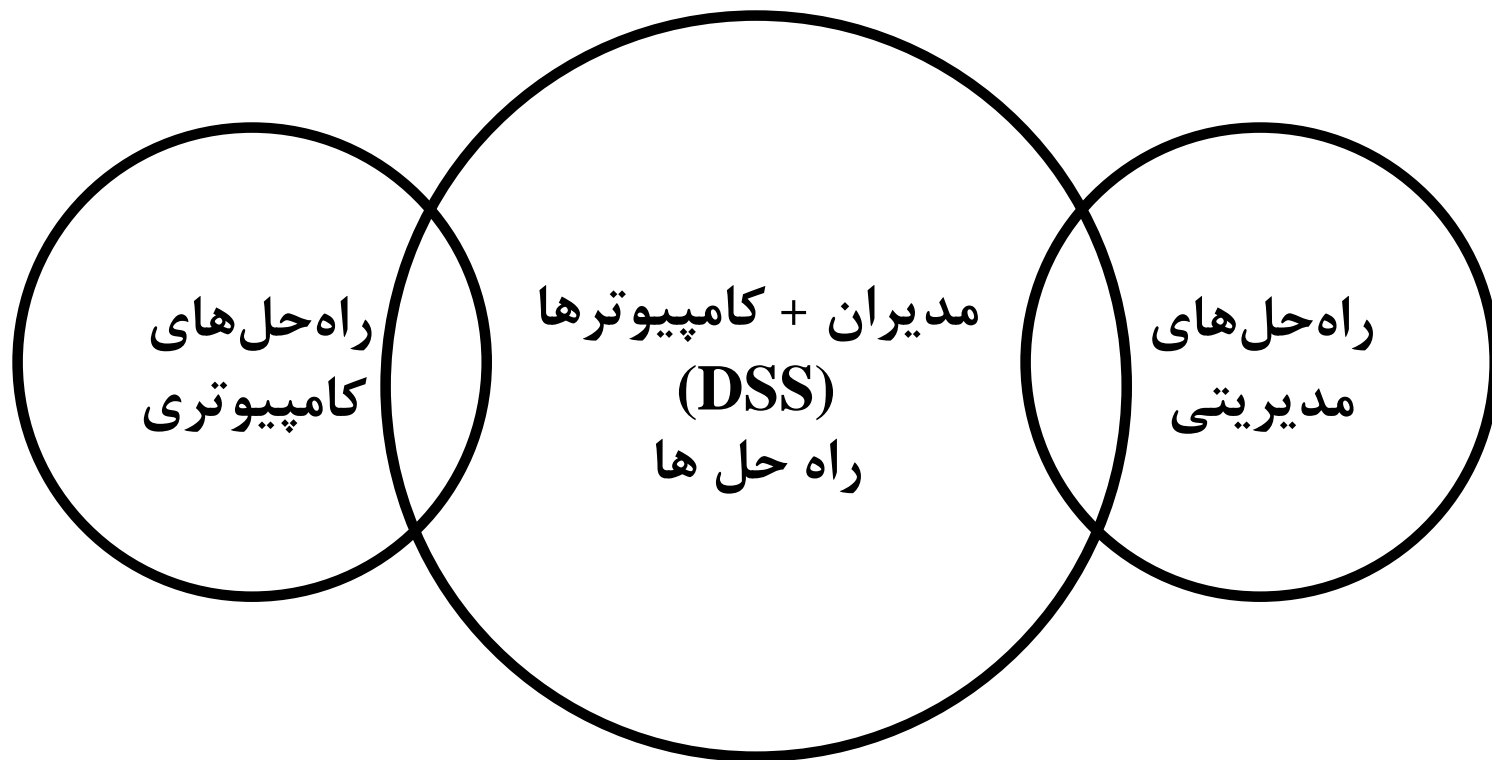 راه‌حل‌های
مدیریتی
مدیران + کامپیوترها
(DSS)
راه حل ها
راه‌حل‌های
کامپیوتری